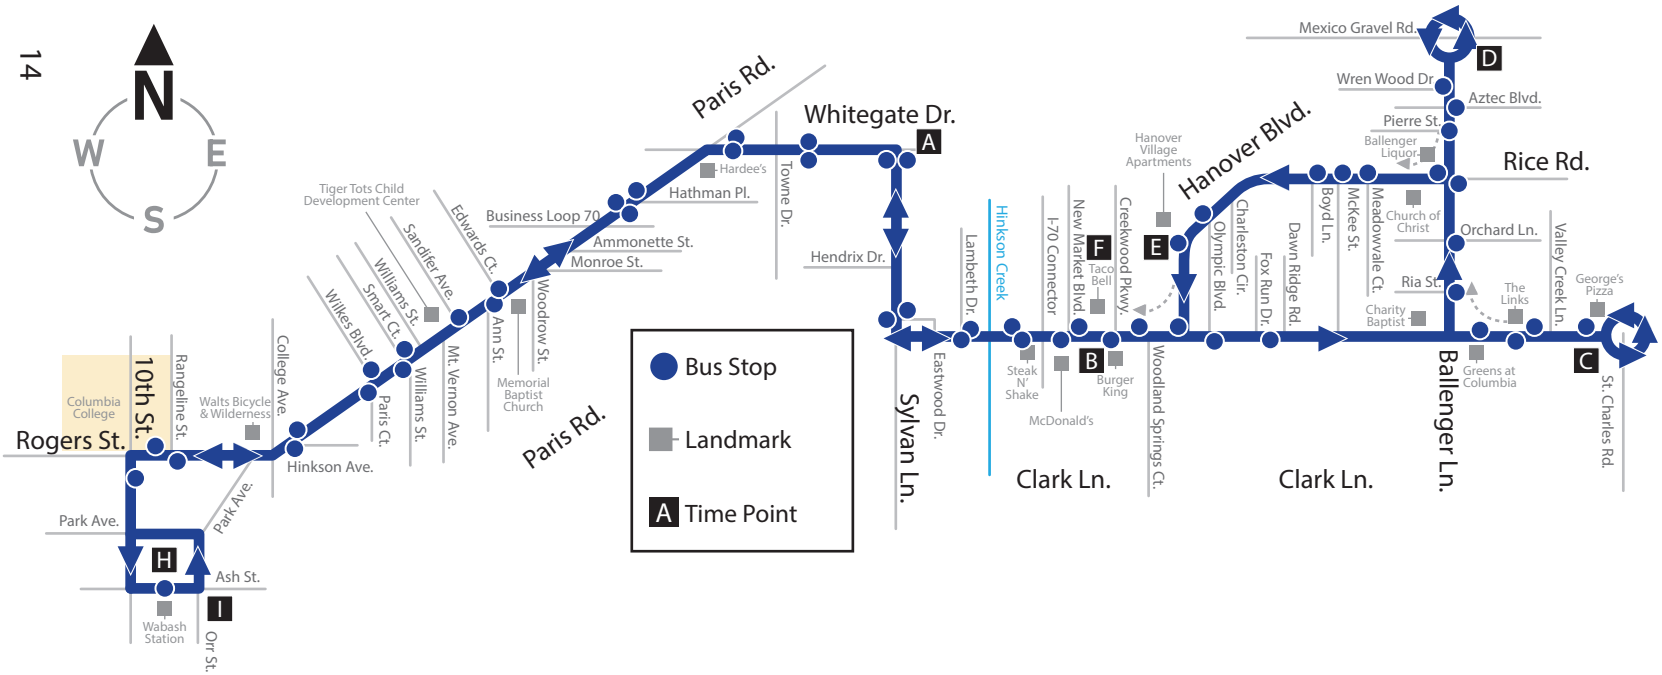 14
N
W
E
S
Mexico Gravel Rd.
D
Wren Wood Dr
Aztec Blvd.
Pierre St.
Ballenger
Liquor
Rice Rd.
Paris Rd.
Whitegate Dr.
A
Hardee's
Towne Dr.
Hathman Pl.
Business Loop 70
Ammonette St.
Monroe St.
Tiger Tots Child
Development Center
Edwards Ct.
Sandifer Ave.
Williams St.
Smart Ct.
Wilkes Blvd.
Woodrow St.
Ann St.
Memorial
Baptist
Church
Mt. Vernon Ave.
Williams St.
Paris Ct.
Paris Rd.
Hendrix Dr.
Lambeth Dr.
Hinkson Creek
I-70 Connector
New Market Blvd.
F
Taco
Bell
Creekwood Pkwy.
Hanover
Village
Apartments
E
Hanover Blvd.
Olympic Blvd.
Charleston Cir.
Fox Run Dr.
Dawn Ridge Rd.
Boyd Ln.
McKee St.
Meadowvale Ct.
Church of
Christ
Orchard Ln.
Ria St.
Charity
Baptist
The
Links
Valley Creek Ln.
George's
Pizza
C
Greens at
Columbia
St. Charles Rd.
Ballenger Ln.
Clark Ln.
Woodland Springs Ct.
B
Burger
King
McDonald's
Steak
N'
Shake
Clark Ln.
Eastwood Dr.
Sylvan Ln.
Bus Stop
Landmark
A
Time Point
College Ave.
Rangeline St.
10th St.
Columbia
College
Walts Bicycle
& Wilderness
Rogers St.
Hinkson Ave.
Park Ave.
Park Ave.
H
Ash St.
I
Wabash
Station
Orr St.